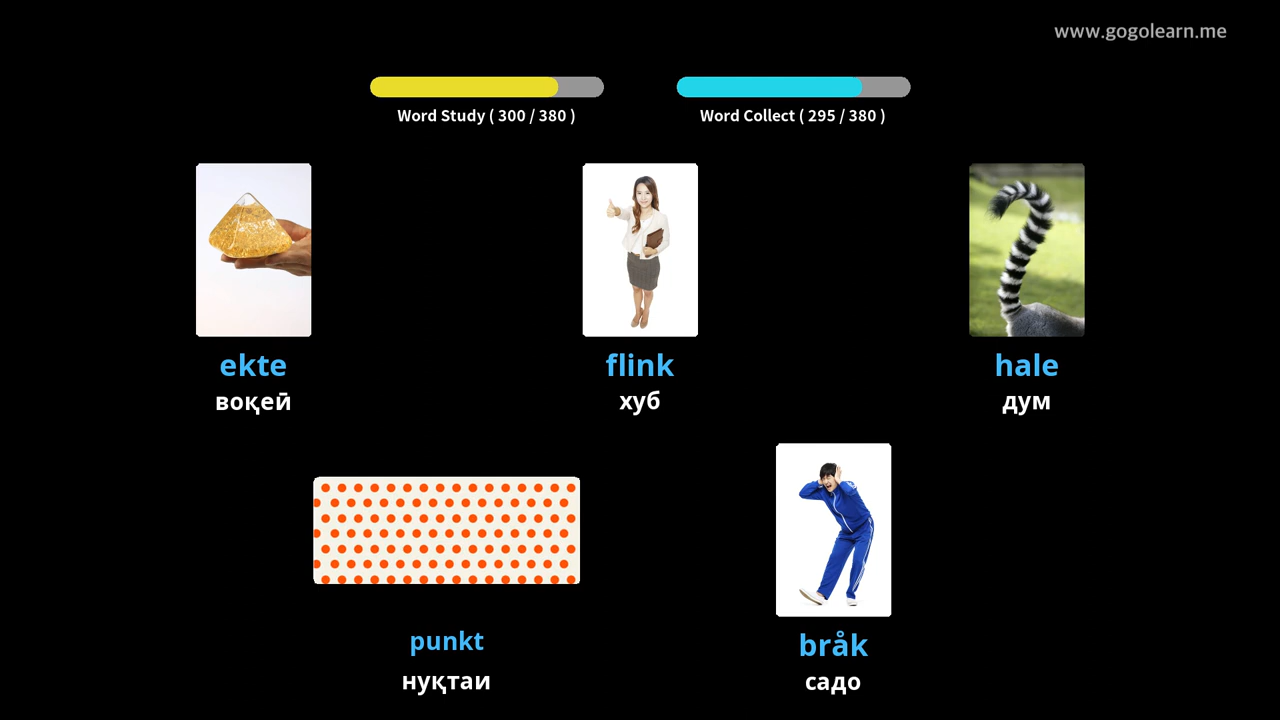 www.gogolearn.me
Word Study ( 300 / 380 )
Word Collect ( 295 / 380 )
ekte
воқеӣ
flink
хуб
hale
дум
punkt
нуқтаи
bråk
садо